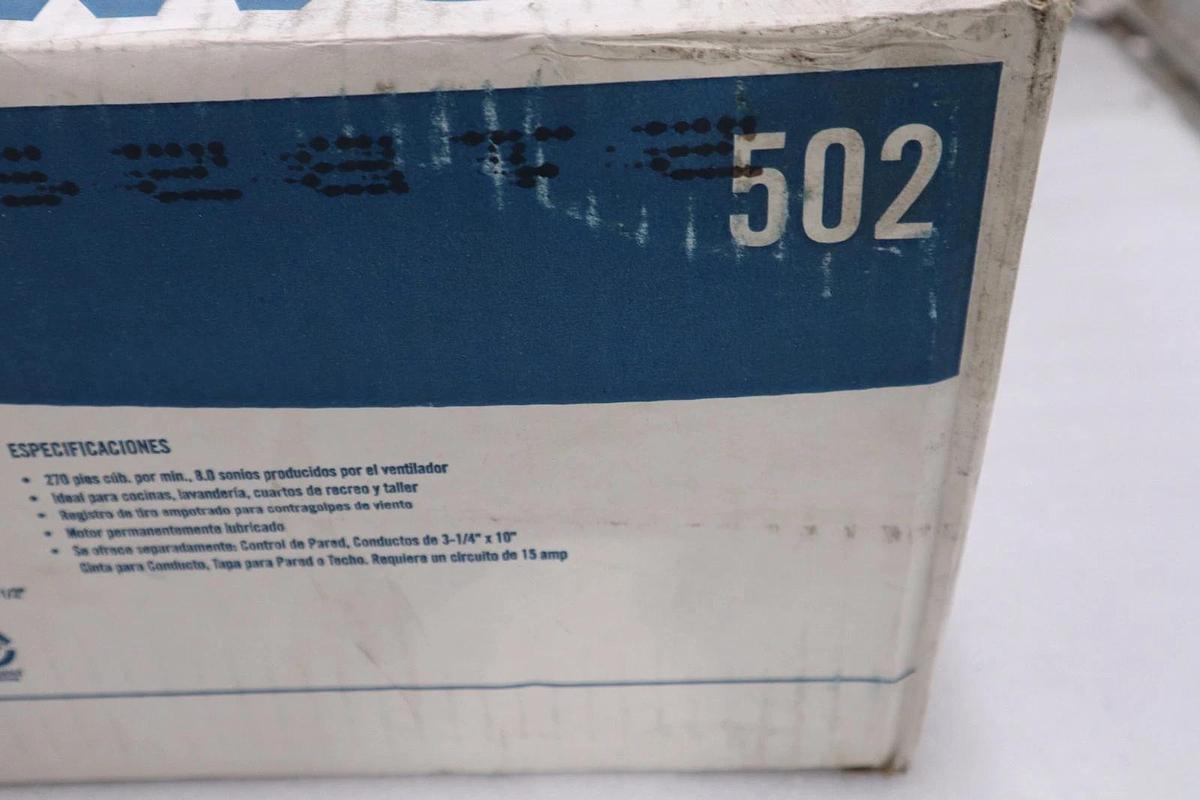 502
ESPECIFICACIONES
• 270 pies cúb. por min., 8.0 sonios producidos por el ventilador
• Ideal para cocinas, lavandería, cuartos de recreo y taller
• Registro de tiro empotrado para contragolpes de viento
• Motor permanentemente lubricado
• Se ofrece separadamente: Control de Pared, Conductos de 3-1/4" x 10"
Cinta para Conducto, Tapa para Pared o Techo. Requiere un circuito de 15 amp
1/2"